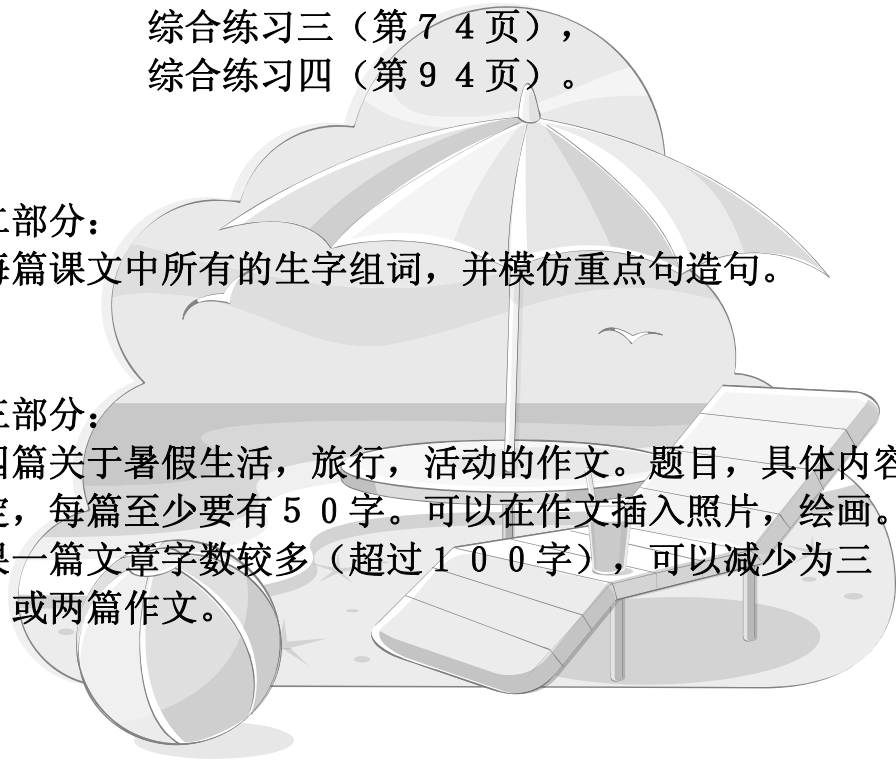 综合练习三（第７４页），
综合练习四（第９４页）。
二部分：
每篇课文中所有的生字组词，并模仿重点句造句。
三部分：
四篇关于暑假生活，旅行，活动的作文。题目，具体内容
定，每篇至少要有５０字。可以在作文插入照片，绘画。
果一篇文章字数较多（超过１００字），可以减少为三
或两篇作文。